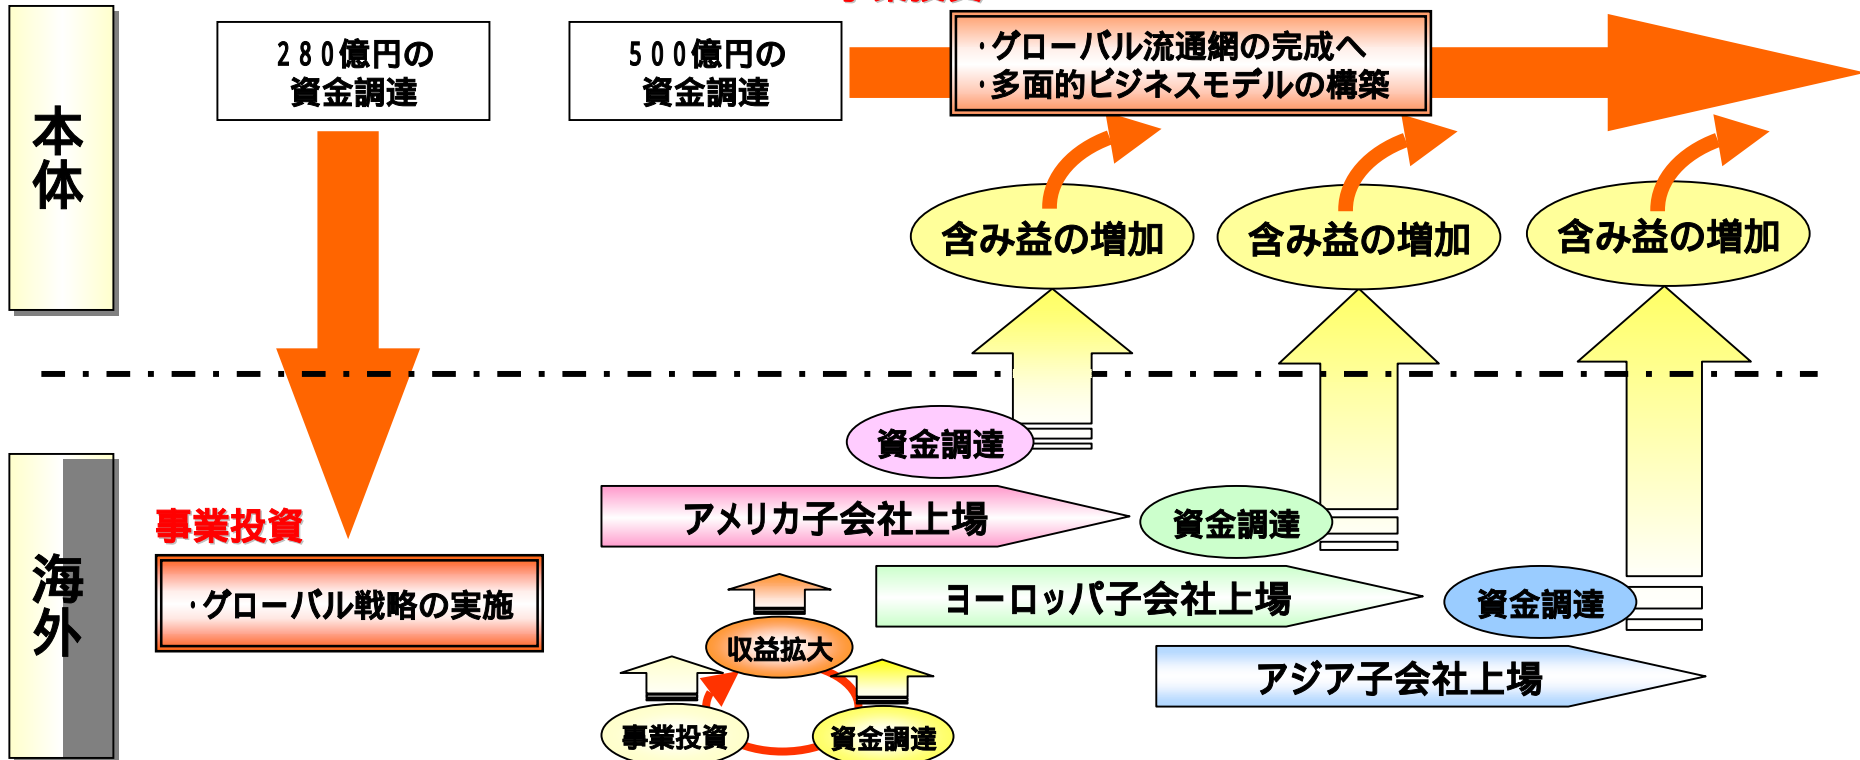 事業投資
本体
280億円の
資金調達
500億円の
資金調達
・グローバル流通網の完成へ
・多面的ビジネスモデルの構築
含み益の増加
含み益の増加
含み益の増加
資金調達
アメリカ子会社上場
資金調達
ヨーロッパ子会社上場
資金調達
アジア子会社上場
海外
事業投資
・グローバル戦略の実施
収益拡大
事業投資
資金調達